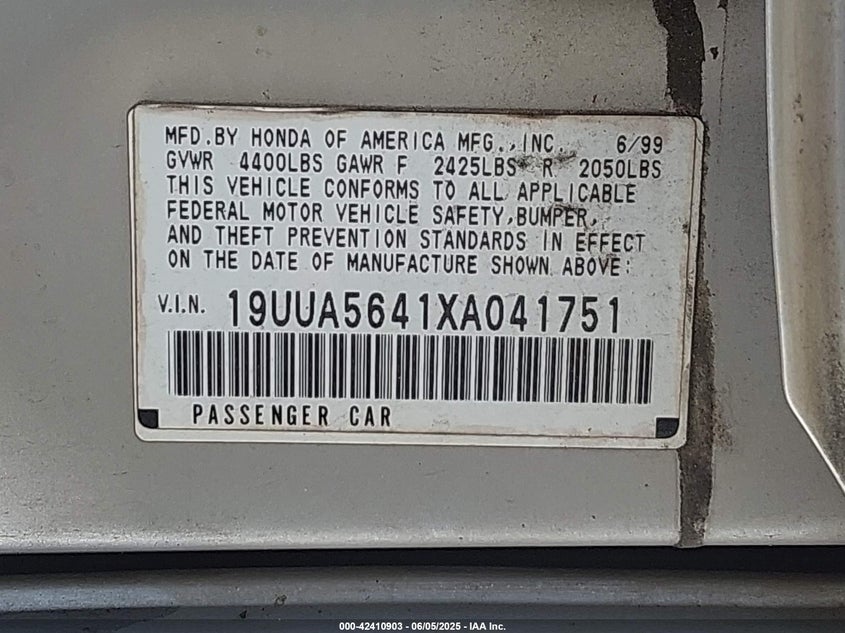 MFD.BY HONDA OF AMERICA MFG.,INC. 6/99
GVWR 4400LBS GAWR F 2425LBS R 2050LBS
THIS VEHICLE CONFORMS TO ALL APPLICABLE
FEDERAL MOTOR VEHICLE SAFETY,BUMPER,
AND THEFT PREVENTION STANDARDS IN EFFECT
ON THE DATE OF MANUFACTURE SHOWN ABOVE:
V.I.N. 19UUA5641XA041751
PASSENGER CAR
000-42410903 - 06/05/2025 - IAA Inc.